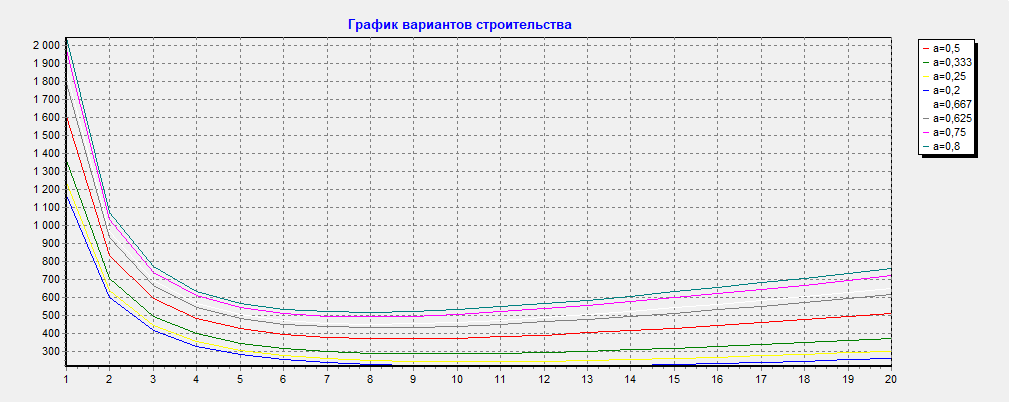 График вариантов строительства
2 000
1 900
1 800
1 700
1 600
1 500
1 400
1 300
1 200
1 100
1 000
900
800
700
600
500
400
300
1 2 3 4 5 6 7 8 9 10 11 12 13 14 15 16 17 18 19 20
a=0,5
a=0,333
a=0,25
a=0,2
a=0,667
a=0,625
a=0,75
a=0,8